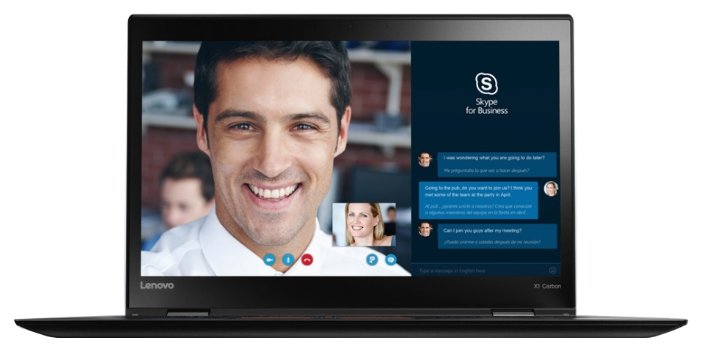 Skype
for Business
I was wondering what you are going to do later?
Me preguntaba lo que vas a hacer después?
Going to the pub, do you want to join us? I think you
met some of the team at the party in April.
Al pub, ¿quieres unirte a nosotros? Creo que conociste
a algunos miembros del equipo en la fiesta en abril.
Can I join you guys after my meeting?
¿Puedo unirme a ustedes después de mi reunión?
Type a message in English here
Lenovo
X1 Carbon